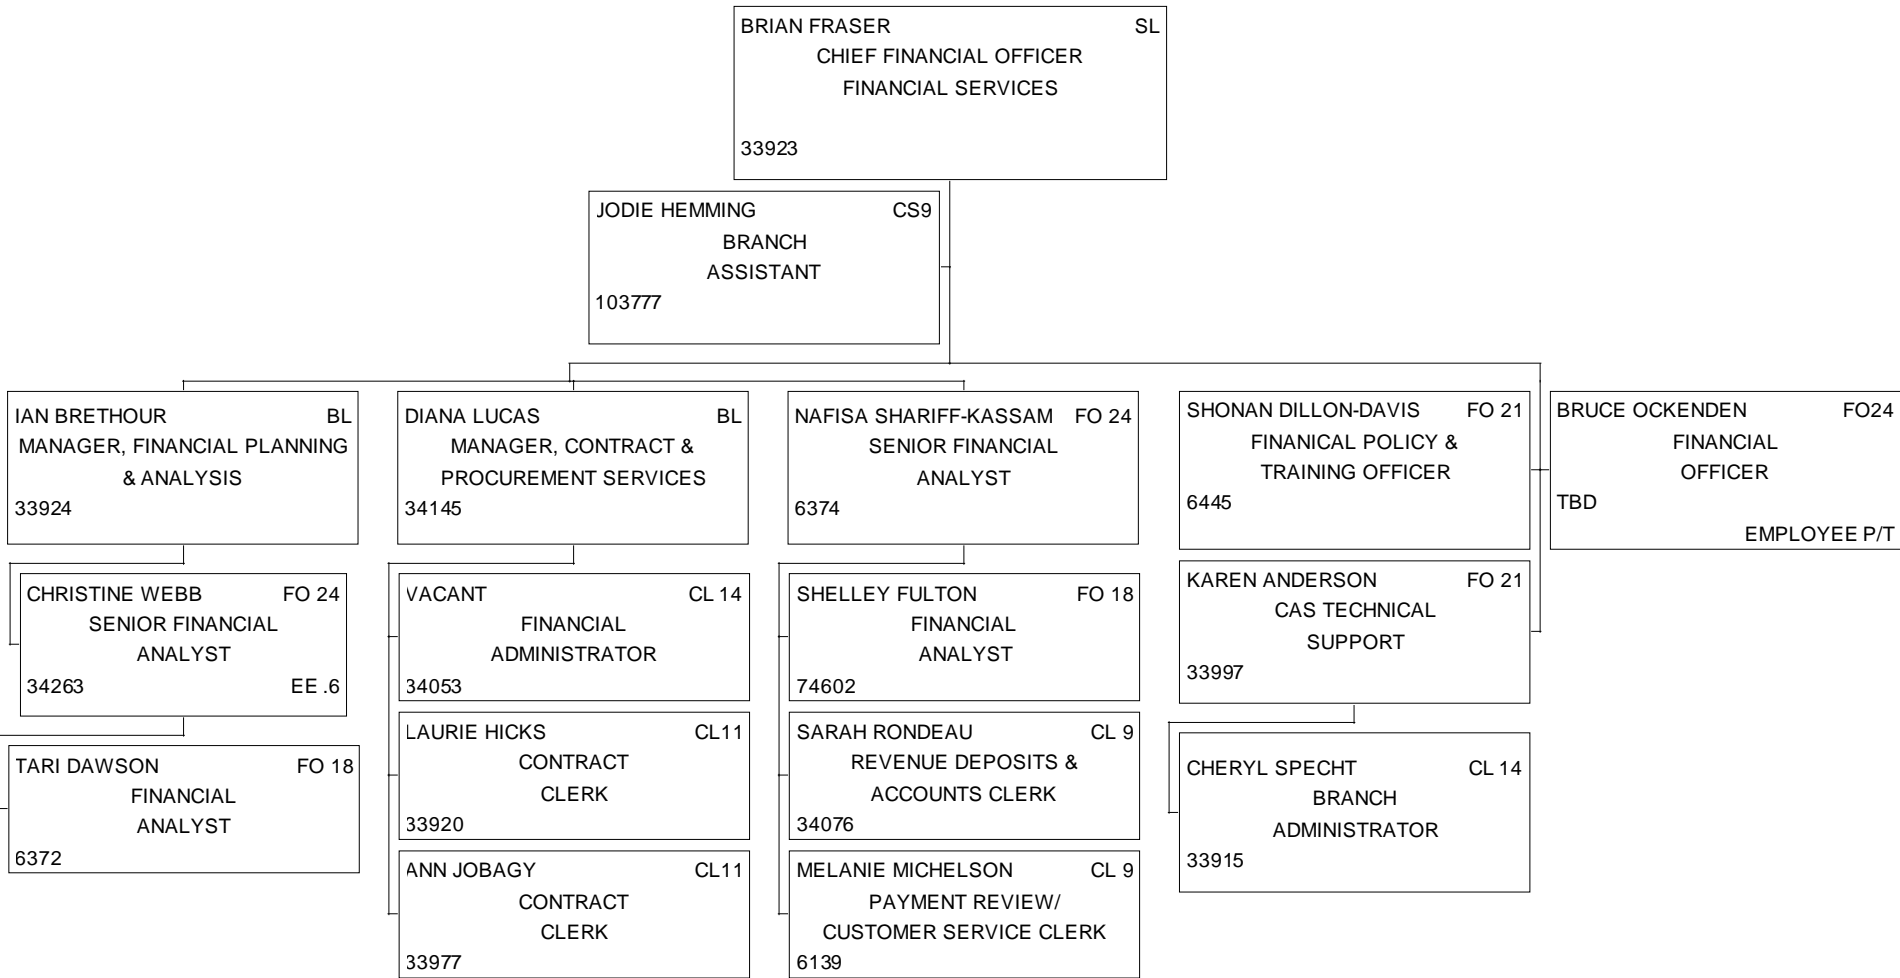 BRIAN FRASER SL
CHIEF FINANCIAL OFFICER
FINANCIAL SERVICES
33923
JODIE HEMMING CS9
BRANCH
ASSISTANT
103777
IAN BRETHOUR BL
MANAGER, FINANCIAL PLANNING
& ANALYSIS
33924
DIANA LUCAS BL
MANAGER, CONTRACT &
PROCUREMENT SERVICES
34145
NAFISA SHARIFF-KASSAM FO 24
SENIOR FINANCIAL
ANALYST
6374
SHONAN DILLON-DAVIS FO 21
FINANICAL POLICY &
TRAINING OFFICER
6445
BRUCE OCKENDEN FO24
FINANCIAL
OFFICER
TBD
EMPLOYEE P/T
CHRISTINE WEBB FO 24
SENIOR FINANCIAL
ANALYST
34263 EE .6
VACANT CL 14
FINANCIAL
ADMINISTRATOR
34053
SHELLEY FULTON FO 18
FINANCIAL
ANALYST
74602
KAREN ANDERSON FO 21
CAS TECHNICAL
SUPPORT
33997
TARI DAWSON FO 18
FINANCIAL
ANALYST
6372
LAURIE HICKS CL11
CONTRACT
CLERK
33920
SARAH RONDEAU CL 9
REVENUE DEPOSITS &
ACCOUNTS CLERK
34076
CHERYL SPECHT CL 14
BRANCH
ADMINISTRATOR
33915
ANN JOBAGY CL11
CONTRACT
CLERK
33977
MELANIE MICHELSON CL 9
PAYMENT REVIEW/
CUSTOMER SERVICE CLERK
6139